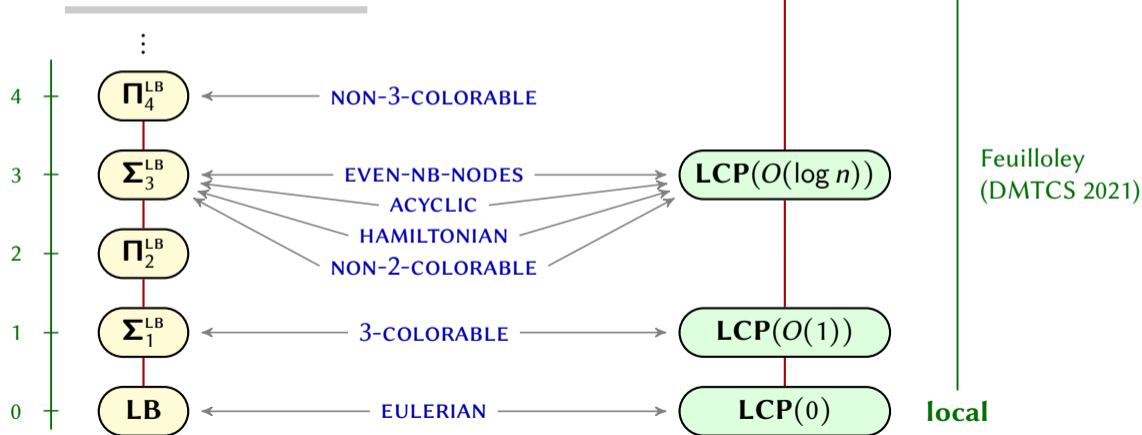 ⋮
4 Π₄^LB NON-3-COLORABLE
3 Σ₃^LB EVEN-NB-NODES LCP(O(log n)) Feuilloley
(DMTCS 2021)
ACYCLIC
HAMILTONIAN
2 Π₂^LB
NON-2-COLORABLE
1 Σ₁^LB 3-COLORABLE LCP(O(1))
0 LB EULERIAN LCP(0) local